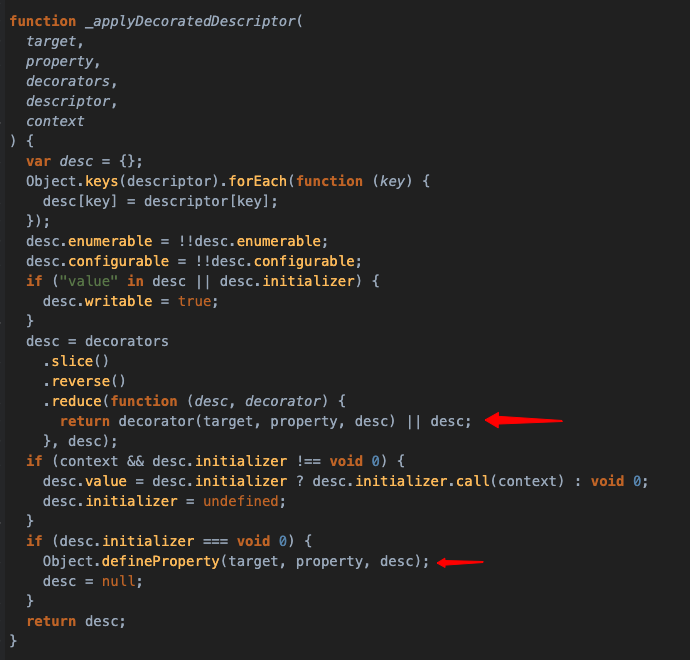 function _applyDecoratedDescriptor(
  target,
  property,
  decorators,
  descriptor,
  context
) {
  var desc = {};
  Object.keys(descriptor).forEach(function (key) {
    desc[key] = descriptor[key];
  });
  desc.enumerable = !!desc.enumerable;
  desc.configurable = !!desc.configurable;
  if ("value" in desc || desc.initializer) {
    desc.writable = true;
  }
  desc = decorators
    .slice()
    .reverse()
    .reduce(function (desc, decorator) {
      return decorator(target, property, desc) || desc;
    }, desc);
  if (context && desc.initializer !== void 0) {
    desc.value = desc.initializer ? desc.initializer.call(context) : void 0;
    desc.initializer = undefined;
  }
  if (desc.initializer === void 0) {
    Object.defineProperty(target, property, desc);
    desc = null;
  }
  return desc;
}